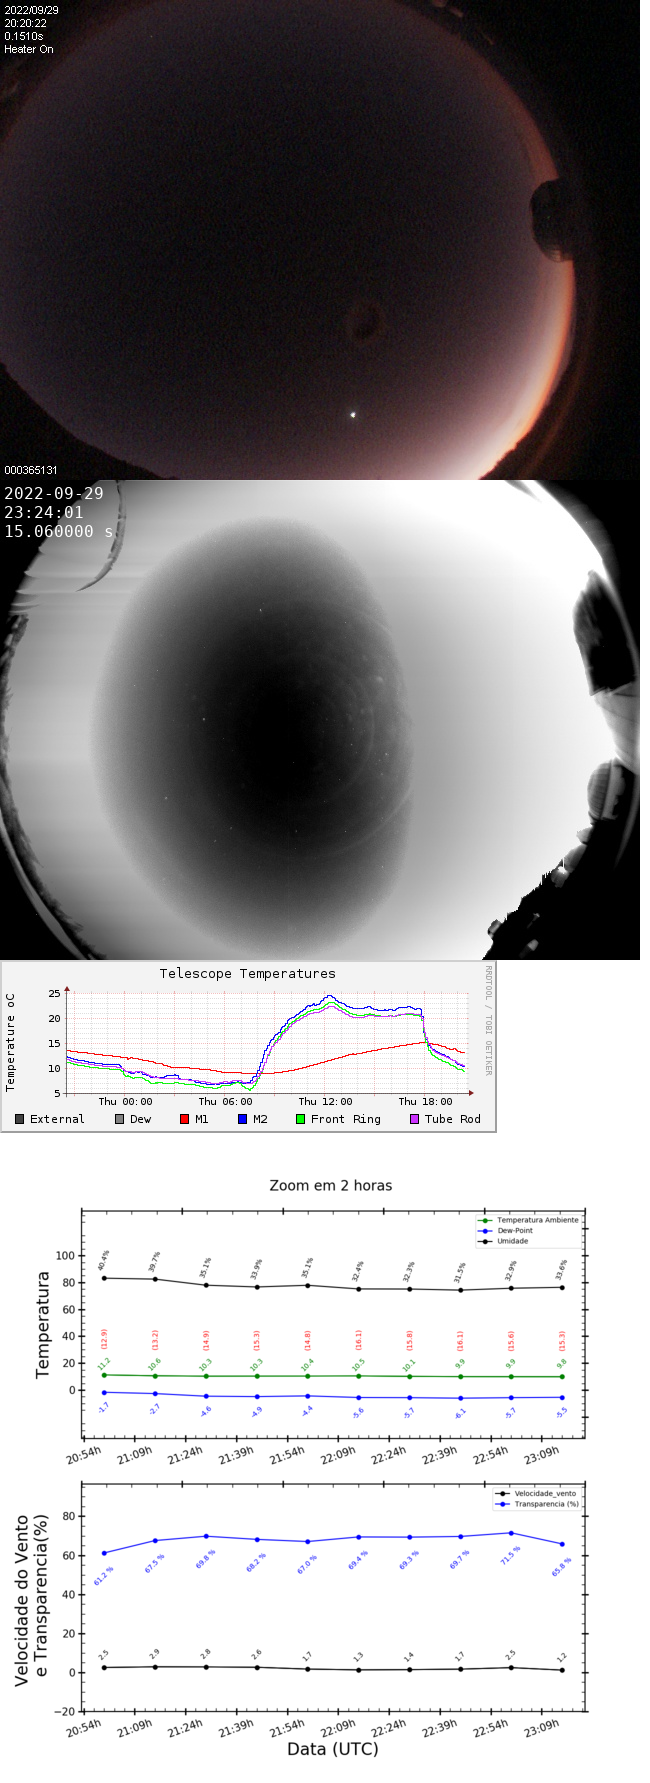 2022/09/29
20:20:22
0.1510s
Heater On
000365131
2022-09-29
23:24:01
15.060000 s
Telescope Temperatures
RRDTOOL / TOBI OETIKER
Temperature oC
25
20
15
10
5
Thu 00:00 Thu 06:00 Thu 12:00 Thu 18:00
External Dew M1 M2 Front Ring Tube Rod
Zoom em 2 horas
Temperatura Ambiente
Dew-Point
Umidade
Temperatura
100
80
60
40
20
0
40.4% 39.7% 35.1% 33.9% 35.1% 32.4% 32.3% 31.5% 32.9% 33.6%
(12.9) (13.2) (14.9) (15.3) (14.8) (16.1) (15.8) (16.1) (15.6) (15.3)
11.2 10.6 10.3 10.3 10.4 10.5 10.1 9.9 9.9 9.8
-1.7 -2.7 -4.6 -4.9 -4.4 -5.6 -5.7 -6.1 -5.7 -5.5
20:54h 21:09h 21:24h 21:39h 21:54h 22:09h 22:24h 22:39h 22:54h 23:09h
Velocidade_vento
Transparencia (%)
Velocidade do Vento
e Transparencia(%)
80
60
40
20
0
−20
61.2 % 67.5 % 69.8 % 68.2 % 67.0 % 69.4 % 69.3 % 69.7 % 71.5 % 65.8 %
2.5 2.9 2.8 2.6 1.7 1.3 1.4 1.7 2.5 1.2
20:54h 21:09h 21:24h 21:39h 21:54h 22:09h 22:24h 22:39h 22:54h 23:09h
Data (UTC)